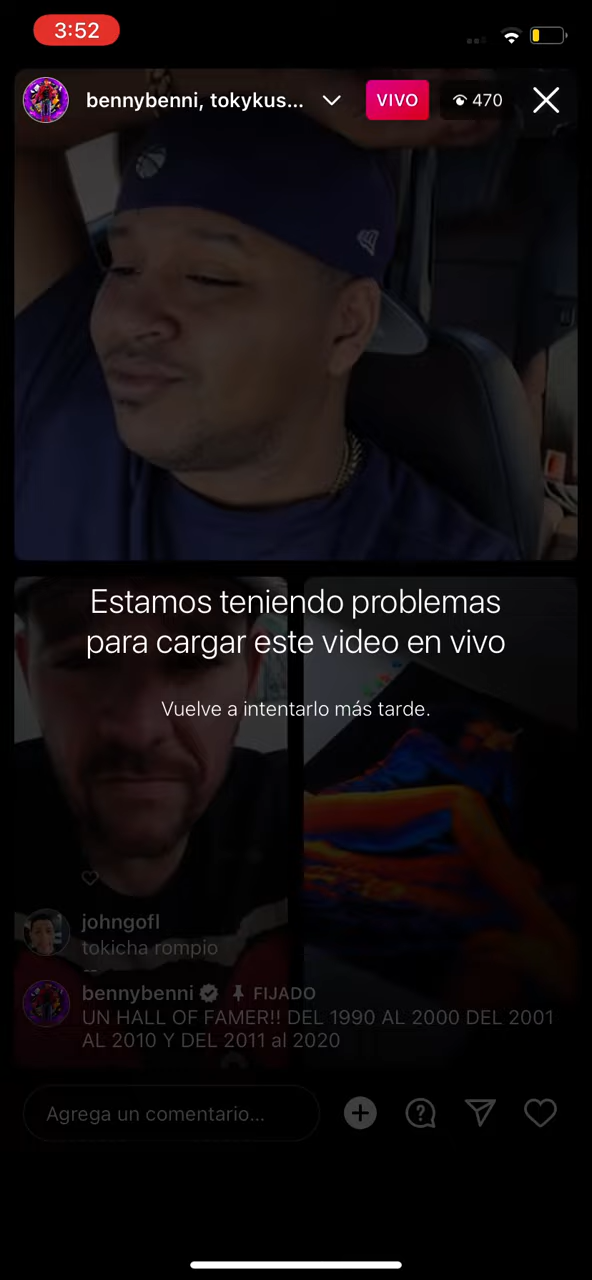 3:52
bennybenni, tokykus...
VIVO
470
Estamos teniendo problemas
para cargar este video en vivo
Vuelve a intentarlo más tarde.
johngofl
tokicha rompio
--
bennybenni FIJADO
UN HALL OF FAMER!! DEL 1990 AL 2000 DEL 2001
AL 2010 Y DEL 2011 al 2020
Agrega un comentario...